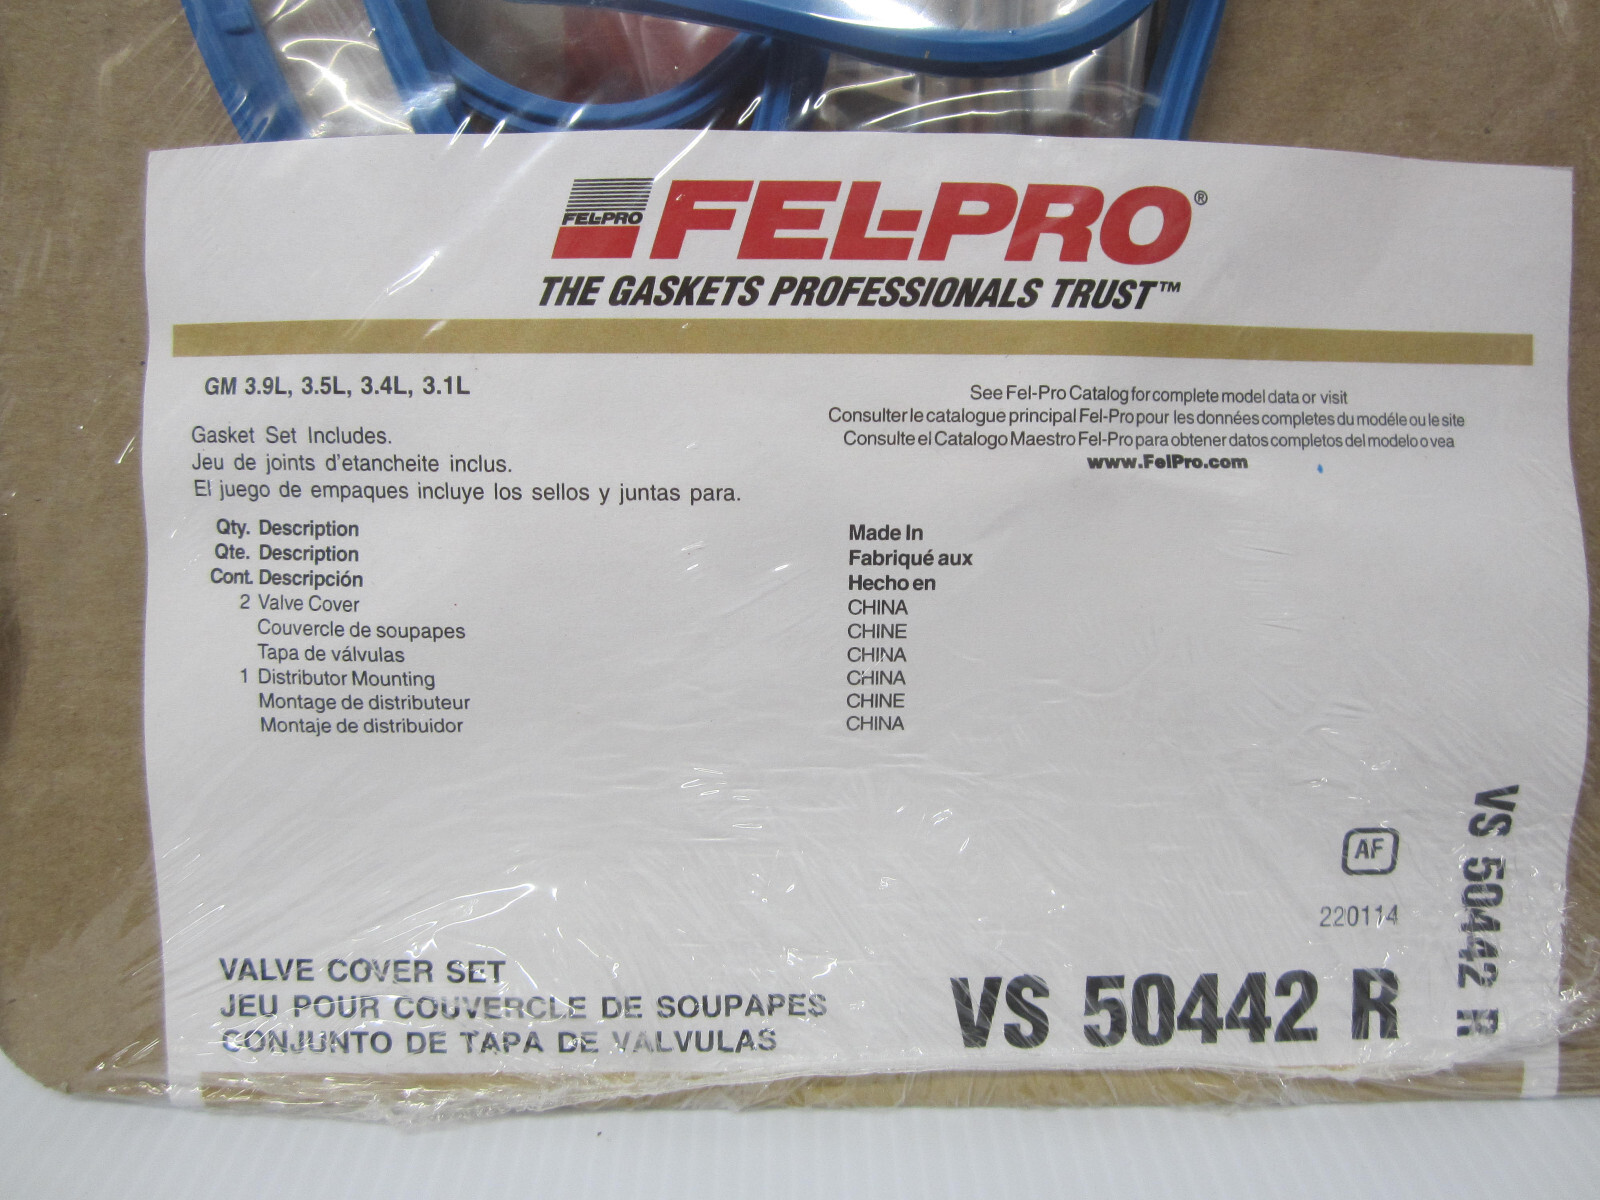 FEL-PRO
FEL-PRO®
THE GASKETS PROFESSIONALS TRUST™
GM 3.9L, 3.5L, 3.4L, 3.1L
See Fel-Pro Catalog for complete model data or visit
Consulter le catalogue principal Fel-Pro pour les données completes du modéle ou le site
Consulte el Catalogo Maestro Fel-Pro para obtener datos completos del modelo o vea
www.FelPro.com
Gasket Set Includes.
Jeu de joints d'etancheite inclus.
El juego de empaques incluye los sellos y juntas para.
Qty. Description Made In
Qte. Description Fabriqué aux
Cont. Descripción Hecho en
2 Valve Cover CHINA
Couvercle de soupapes CHINE
Tapa de válvulas CHINA
1 Distributor Mounting CHINA
Montage de distributeur CHINE
Montaje de distribuidor CHINA
AF
220114
VALVE COVER SET
JEU POUR COUVERCLE DE SOUPAPES
CONJUNTO DE TAPA DE VALVULAS
VS 50442 R
VS 50442 R